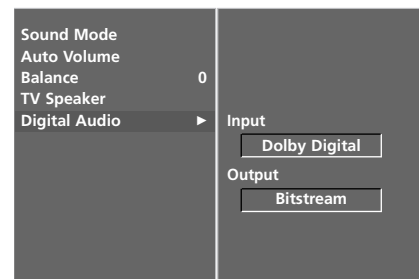 Sound Mode
Auto Volume
Balance 0
TV Speaker
Digital Audio ►
Input
Dolby Digital
Output
Bitstream